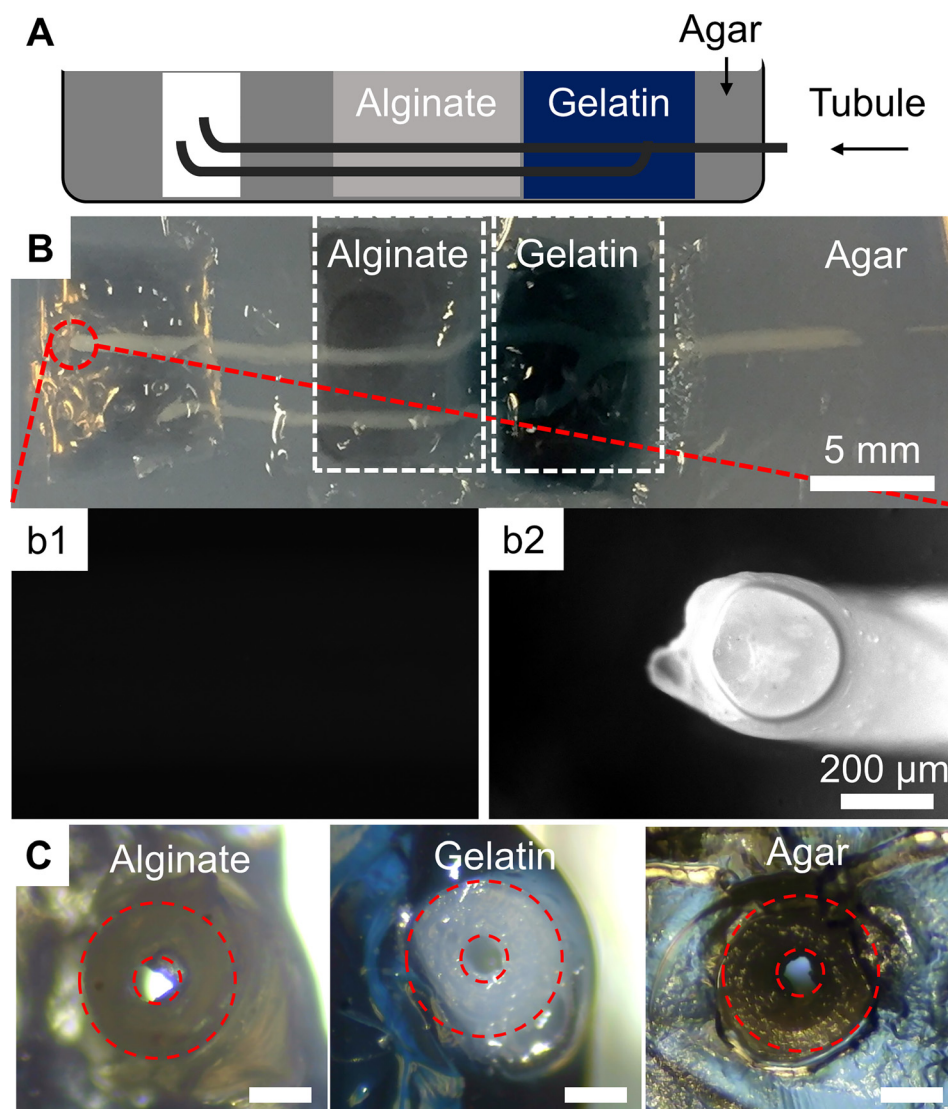 A
Agar
Alginate
Gelatin
Tubule
B
Alginate
Gelatin
Agar
5 mm
b1
b2
200 µm
C
Alginate
Gelatin
Agar